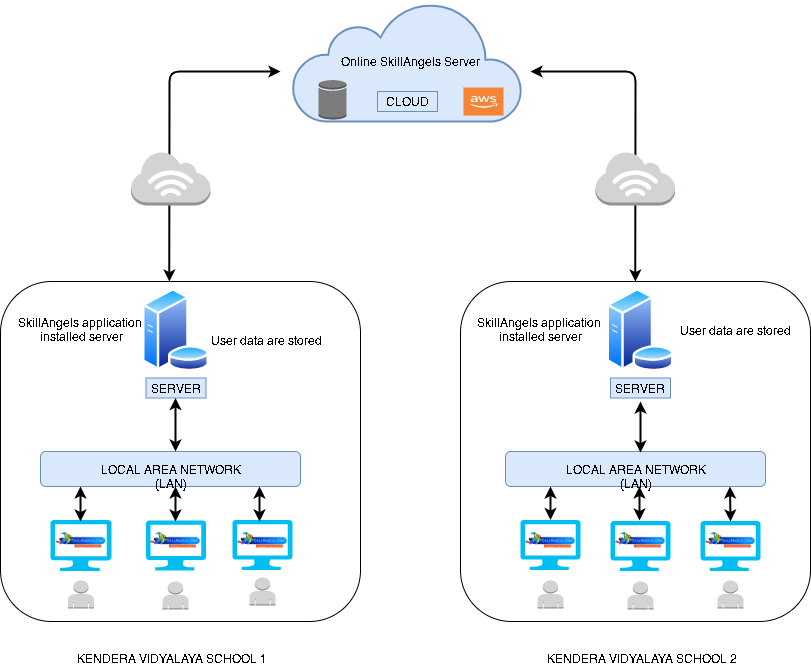 Online SkillAngels Server
CLOUD
aws
SkillAngels application
installed server
User data are stored
SERVER
LOCAL AREA NETWORK
(LAN)
KENDERA VIDYALAYA SCHOOL 1
SkillAngels application
installed server
User data are stored
SERVER
LOCAL AREA NETWORK
(LAN)
KENDERA VIDYALAYA SCHOOL 2